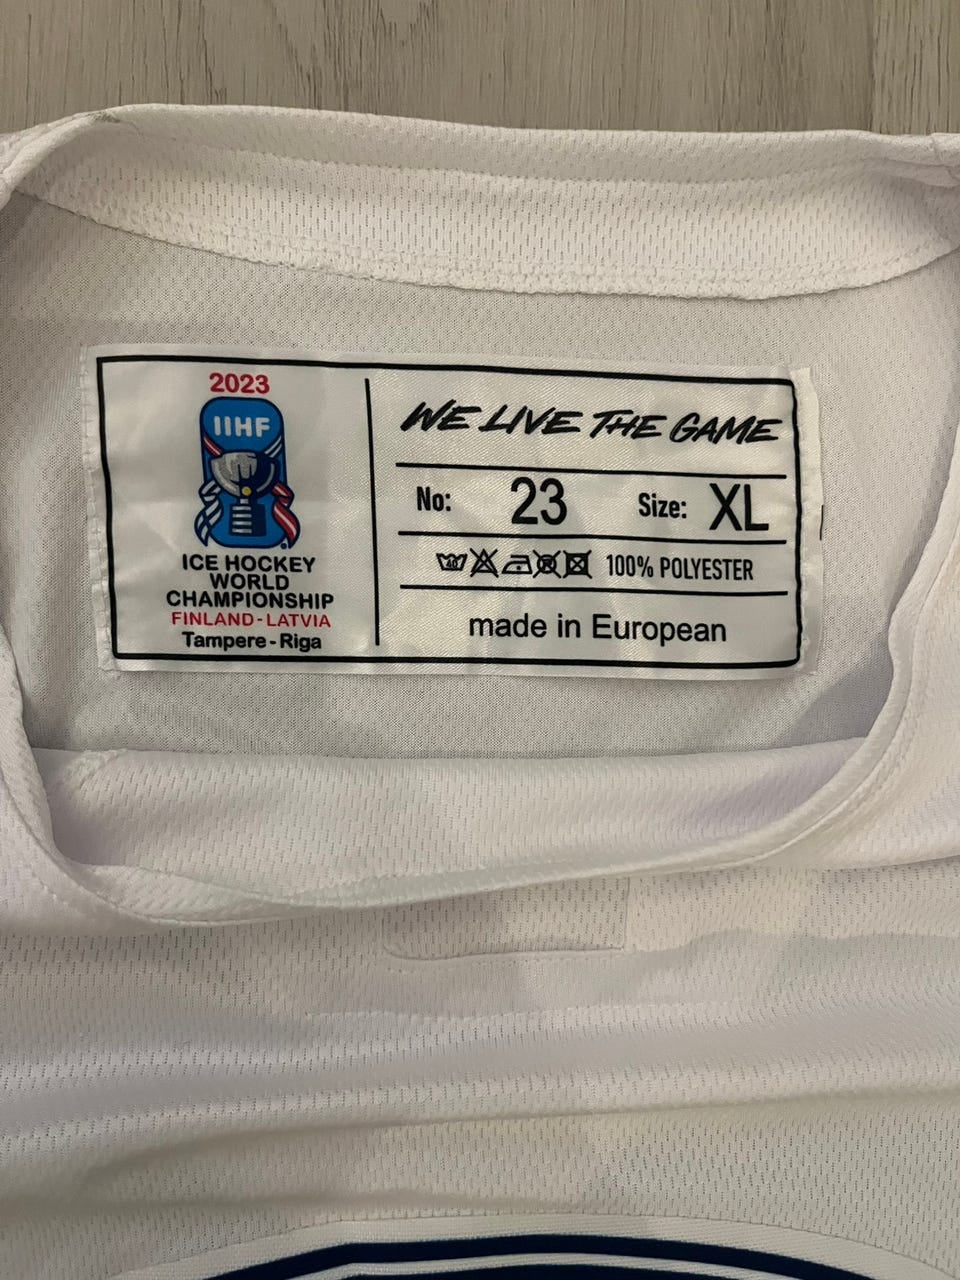 2023
IIHF
ICE HOCKEY
WORLD
CHAMPIONSHIP
FINLAND - LATVIA
Tampere - Riga
WE LIVE THE GAME
No: 23 Size: XL
100% POLYESTER
made in European